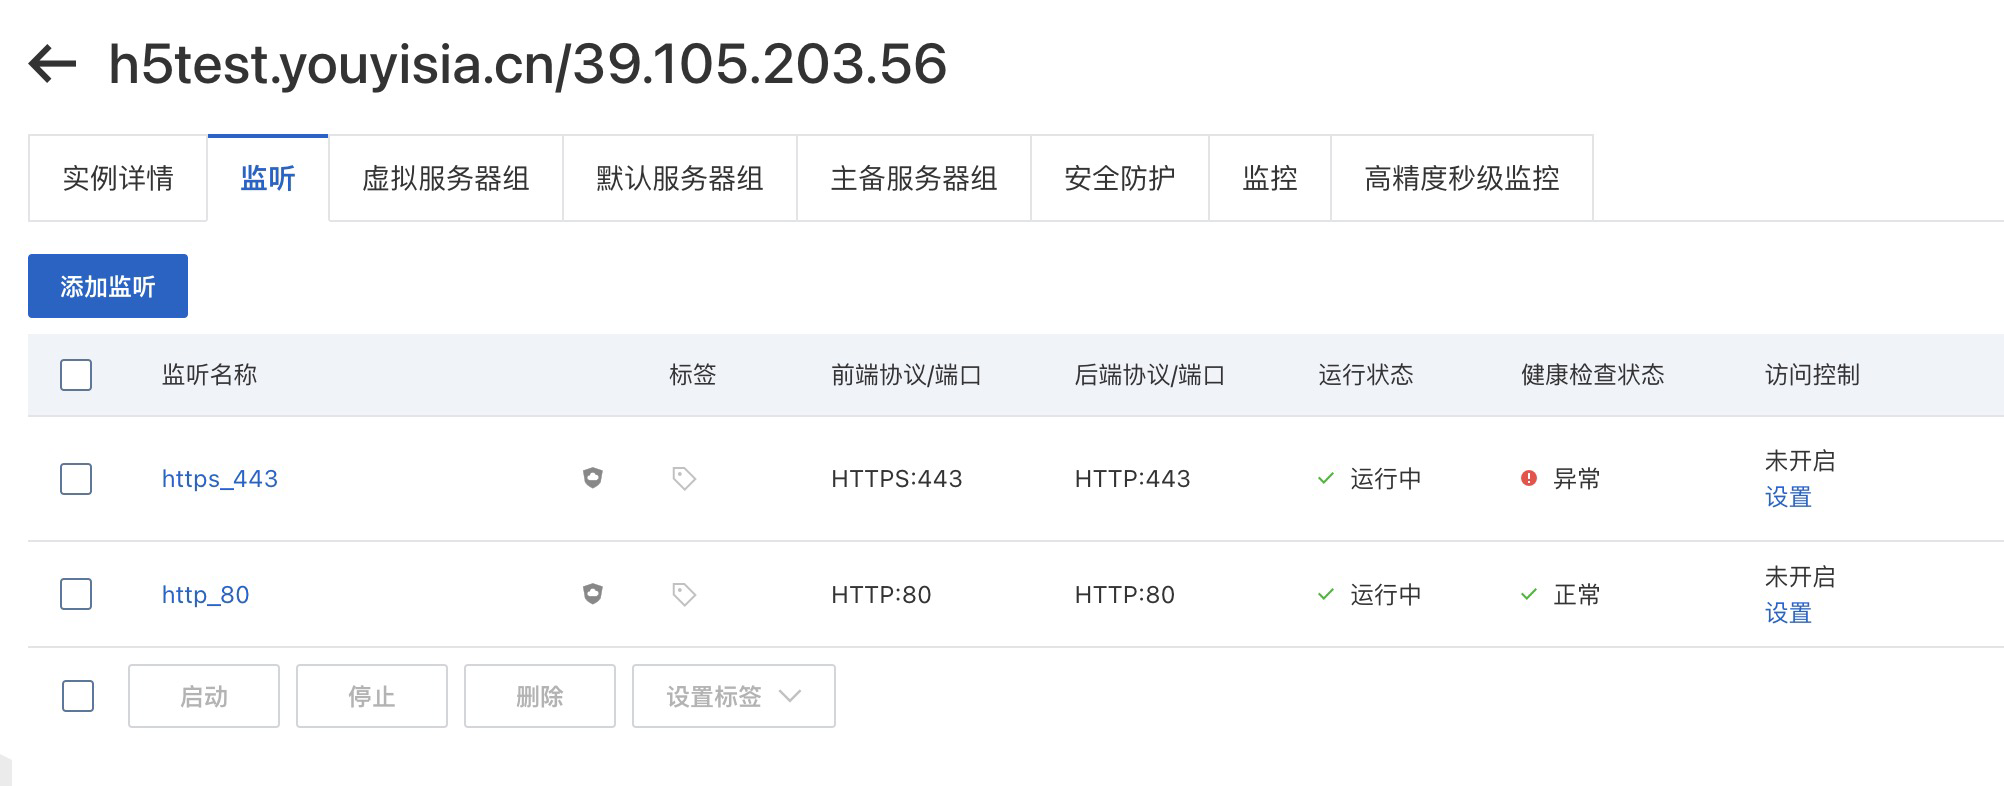 h5test.youyisia.cn/39.105.203.56
实例详情 监听 虚拟服务器组 默认服务器组 主备服务器组 安全防护 监控 高精度秒级监控
添加监听
监听名称 标签 前端协议/端口 后端协议/端口 运行状态 健康检查状态 访问控制
https_443 HTTPS:443 HTTP:443 运行中 异常 未开启
设置
http_80 HTTP:80 HTTP:80 运行中 正常 未开启
设置
启动 停止 删除 设置标签